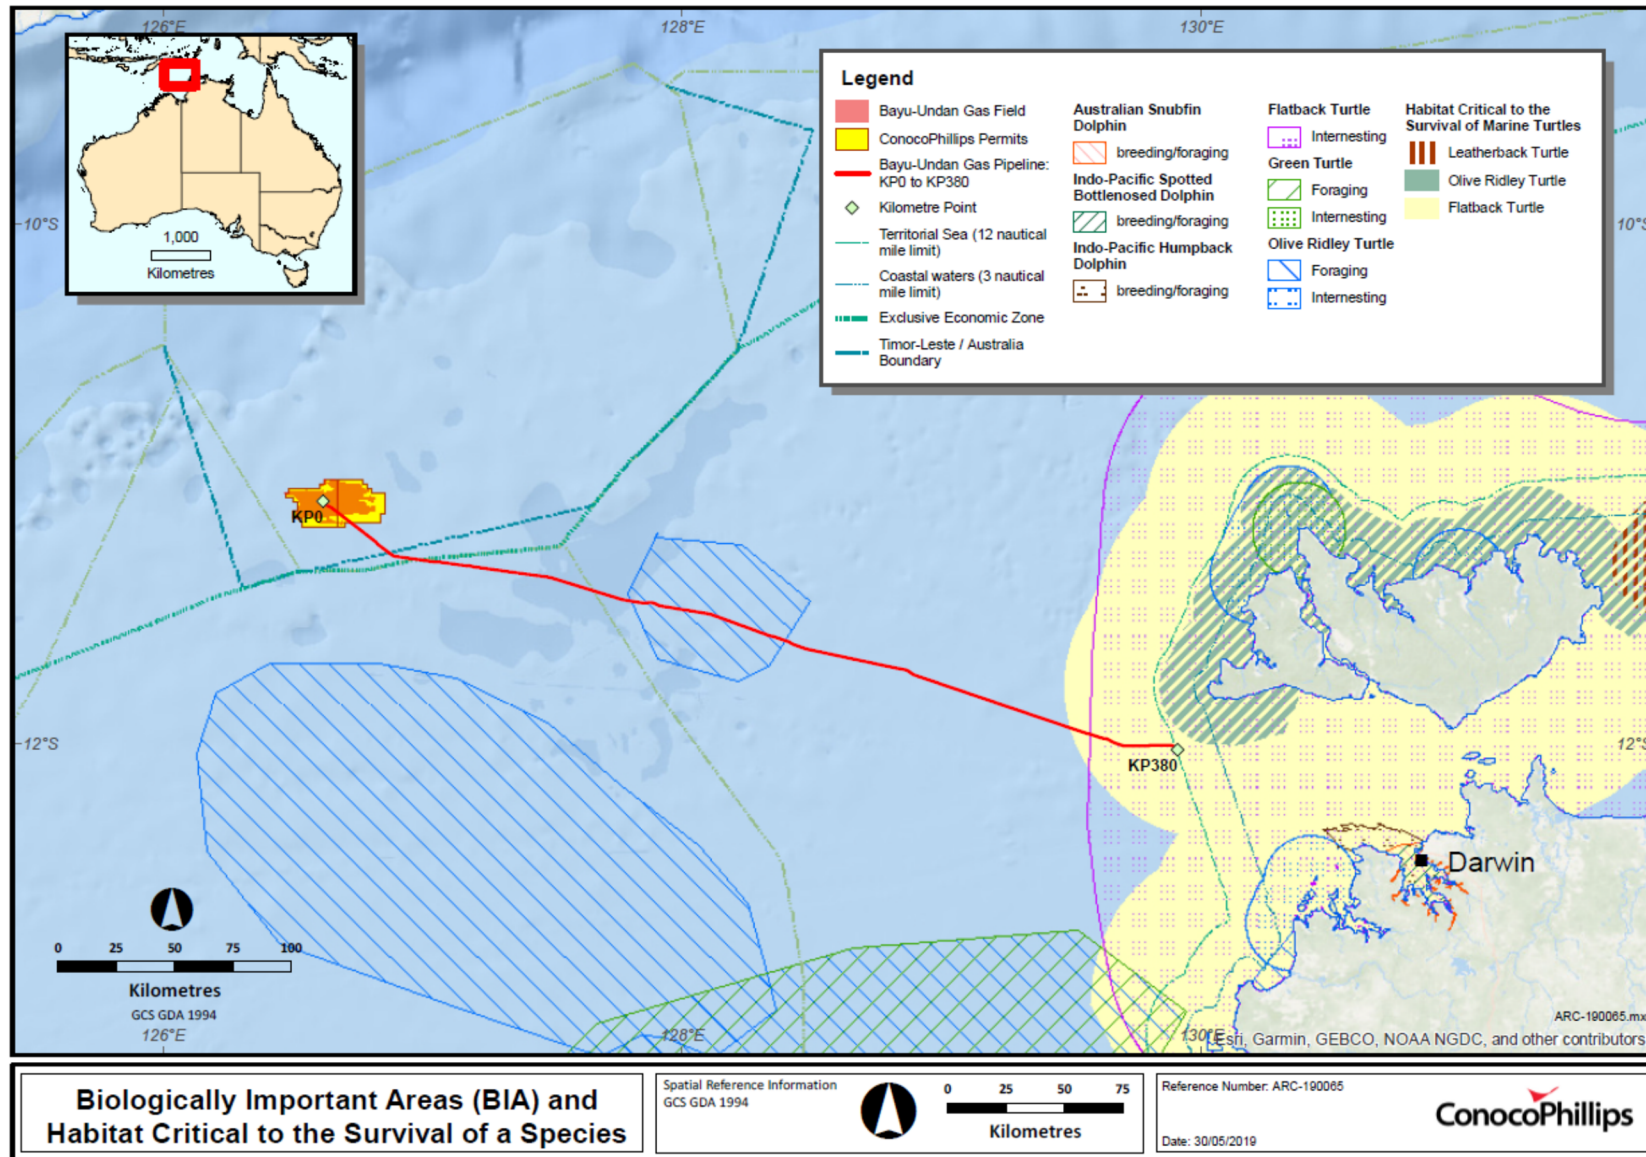 126°E
128°E
130°E
1,000
Kilometres
Legend
Bayu-Undan Gas Field
ConocoPhillips Permits
Bayu-Undan Gas Pipeline:
KP0 to KP380
Kilometre Point
Territorial Sea (12 nautical
mile limit)
Coastal waters (3 nautical
mile limit)
Exclusive Economic Zone
Timor-Leste / Australia
Boundary
Australian Snubfin
Dolphin
breeding/foraging
Indo-Pacific Spotted
Bottlenosed Dolphin
breeding/foraging
Indo-Pacific Humpback
Dolphin
breeding/foraging
Flatback Turtle
Internesting
Green Turtle
Foraging
Internesting
Olive Ridley Turtle
Foraging
Internesting
Habitat Critical to the
Survival of Marine Turtles
Leatherback Turtle
Olive Ridley Turtle
Flatback Turtle
10°S
10°S
KP0
12°S
12°S
KP380
Darwin
0 25 50 75 100
Kilometres
GCS GDA 1994
126°E
128°E
130°E
ARC-190065.mx
Esri, Garmin, GEBCO, NOAA NGDC, and other contributors
Biologically Important Areas (BIA) and
Habitat Critical to the Survival of a Species
Spatial Reference Information
GCS GDA 1994
0 25 50 75
Kilometres
Reference Number: ARC-190065
Date: 30/05/2019
ConocoPhillips